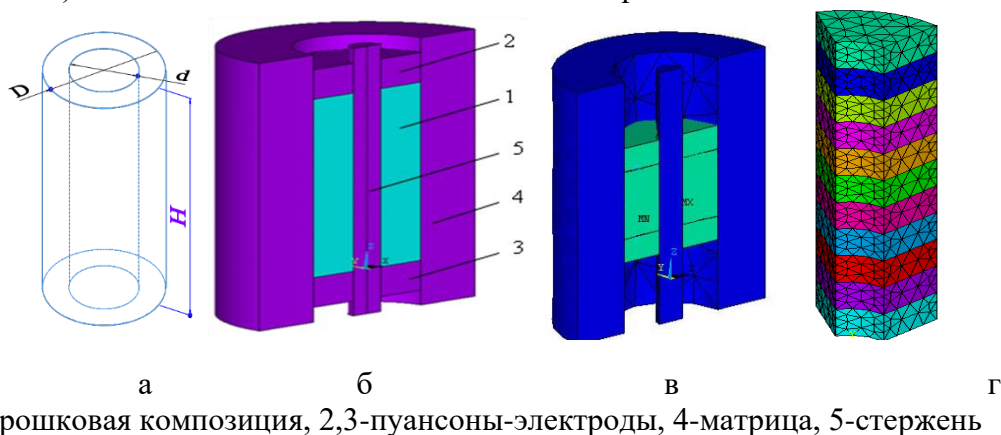 D
d
H
2
1
5
4
3
MN
MX
Z
Y
X
Z
Y
а б в г
рошковая композиция, 2,3-пуансоны-электроды, 4-матрица, 5-стержень